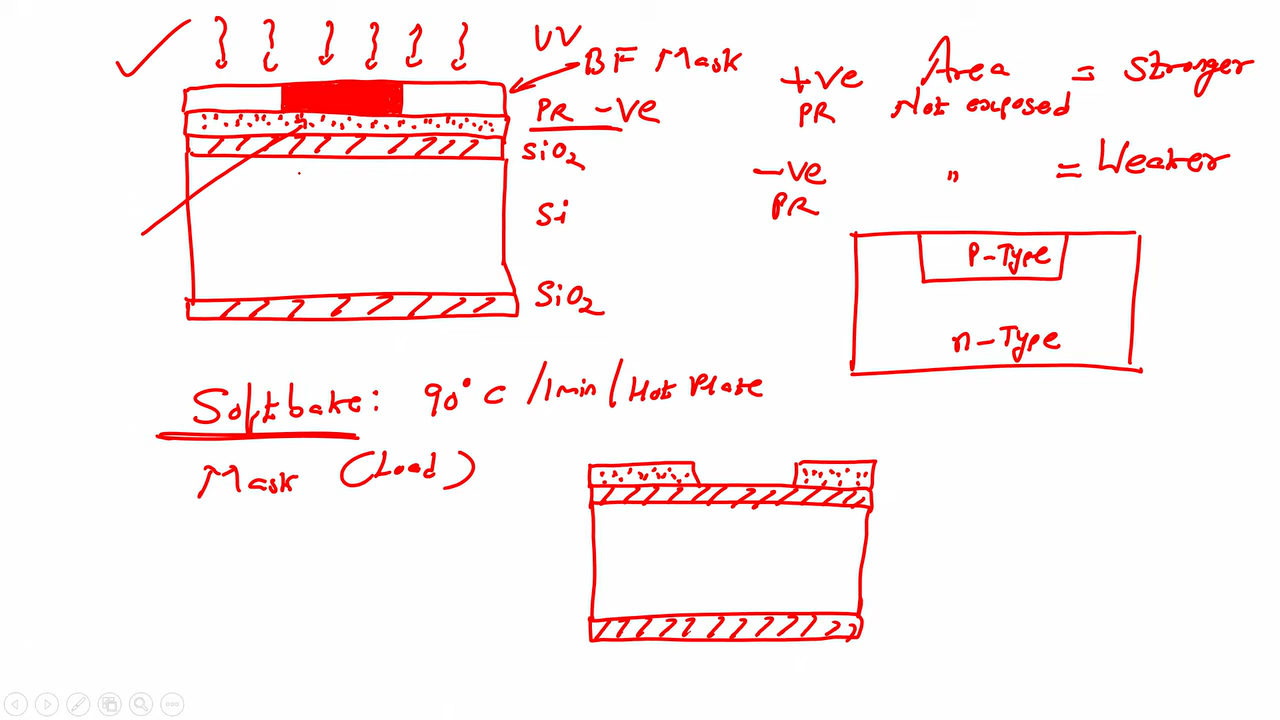 UV
BF Mask
PR -ve
SiO2
Si
SiO2
+ve Area = Stronger
PR Not exposed
-ve " = Weaker
PR
P-Type
n-Type
Softbake: 90°C /1min/Hot Plate
Mask (Load)